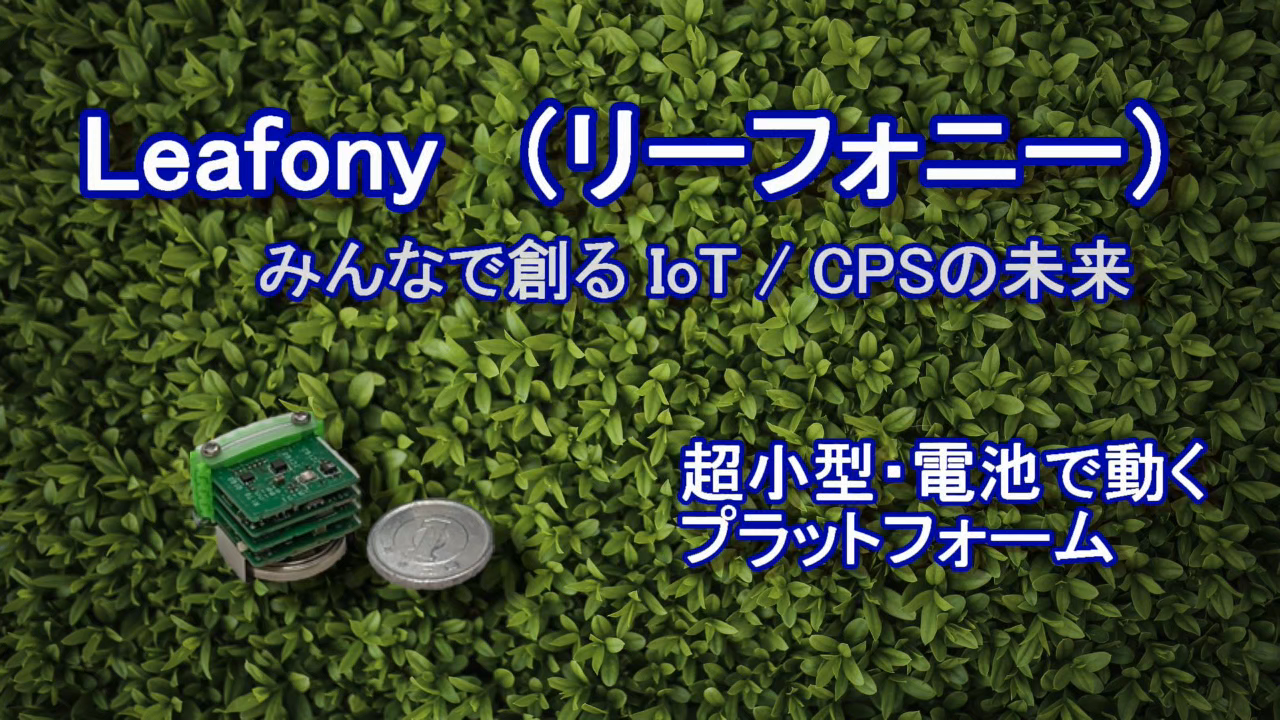 Leafony （リーフォニー）
みんなで創る IoT / CPSの未来
超小型・電池で動く
プラットフォーム